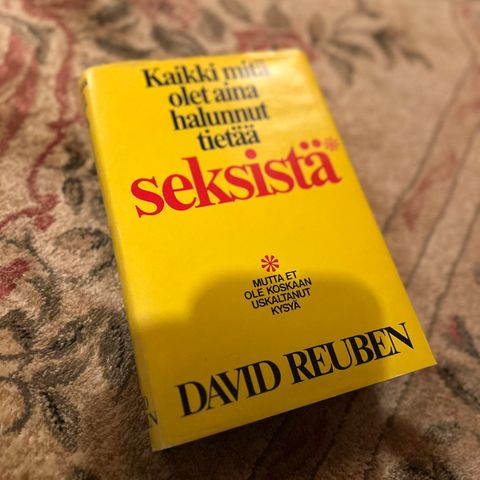 Kaikki mitä
olet aina
halunnut
tietää
seksistä*
*
MUTTA ET
OLE KOSKAAN
USKALTANUT
KYSYÄ
DAVID REUBEN